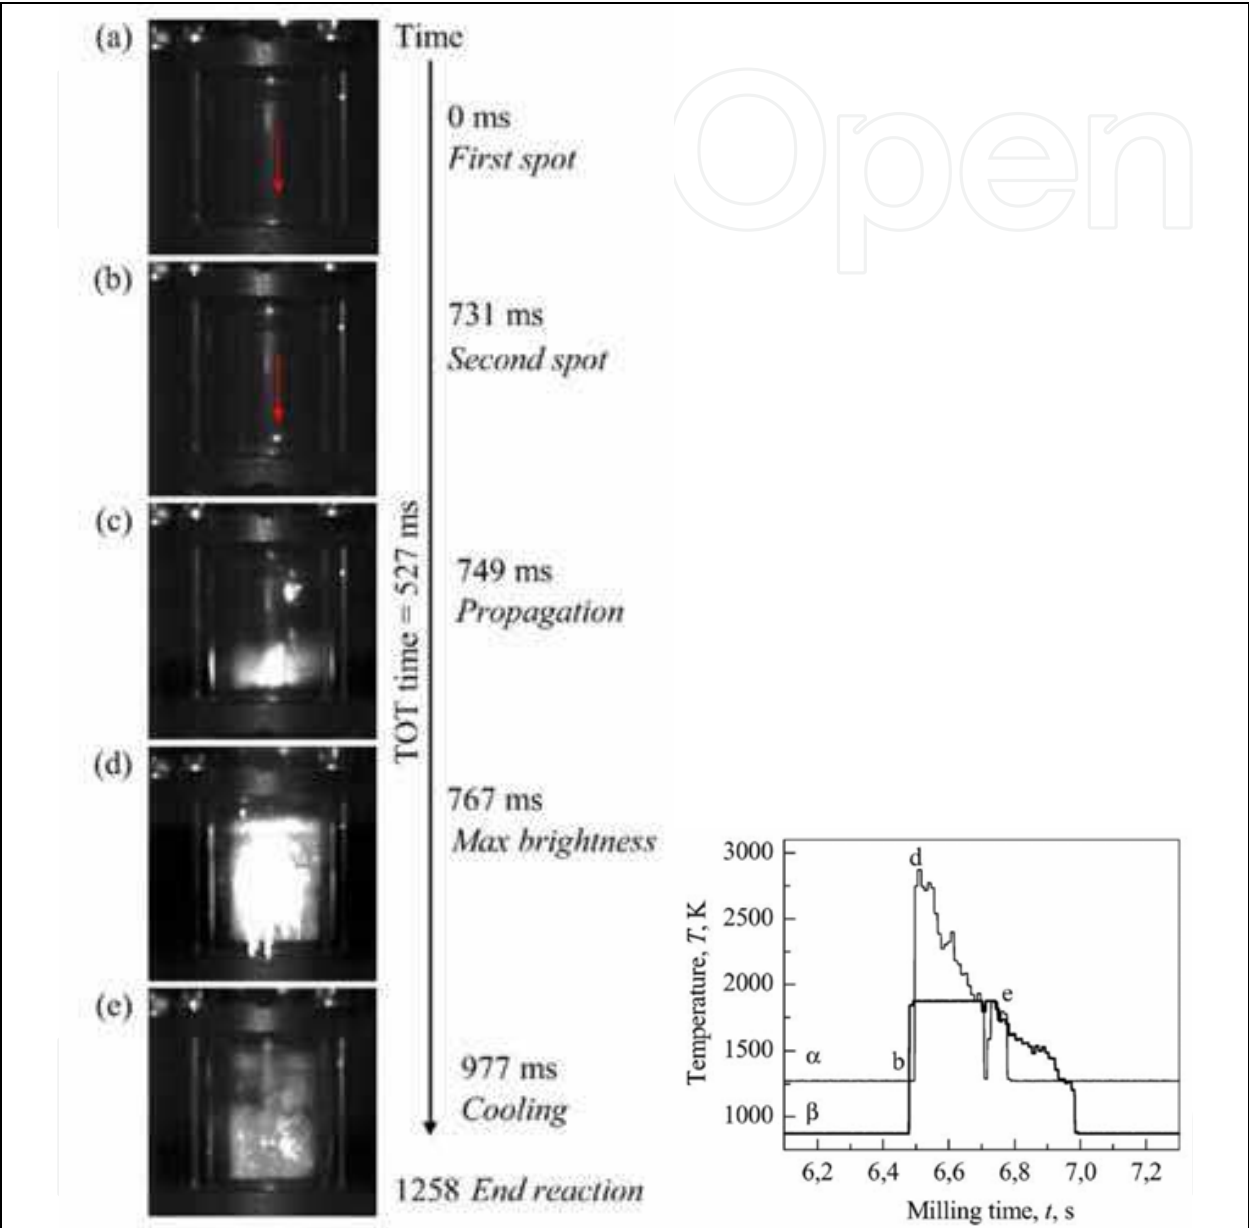 Open
(a)
Time
0 ms
First spot
(b)
731 ms
Second spot
(c)
TOT time = 527 ms
749 ms
Propagation
(d)
767 ms
Max brightness
(e)
977 ms
Cooling
1258 End reaction
3000
2500
2000
1500
1000
Temperature, T, K
d
e
b
α
β
6,2 6,4 6,6 6,8 7,0 7,2
Milling time, t, s